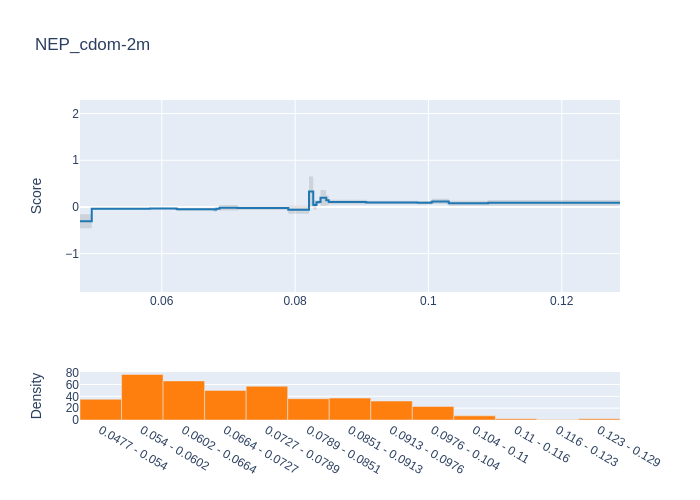 NEP_cdom-2m
Score
2
1
0
−1
0.06
0.08
0.1
0.12
Density
80
60
40
20
0
0.0477 - 0.054
0.054 - 0.0602
0.0602 - 0.0664
0.0664 - 0.0727
0.0727 - 0.0789
0.0789 - 0.0851
0.0851 - 0.0913
0.0913 - 0.0976
0.0976 - 0.104
0.104 - 0.11
0.11 - 0.116
0.116 - 0.123
0.123 - 0.129